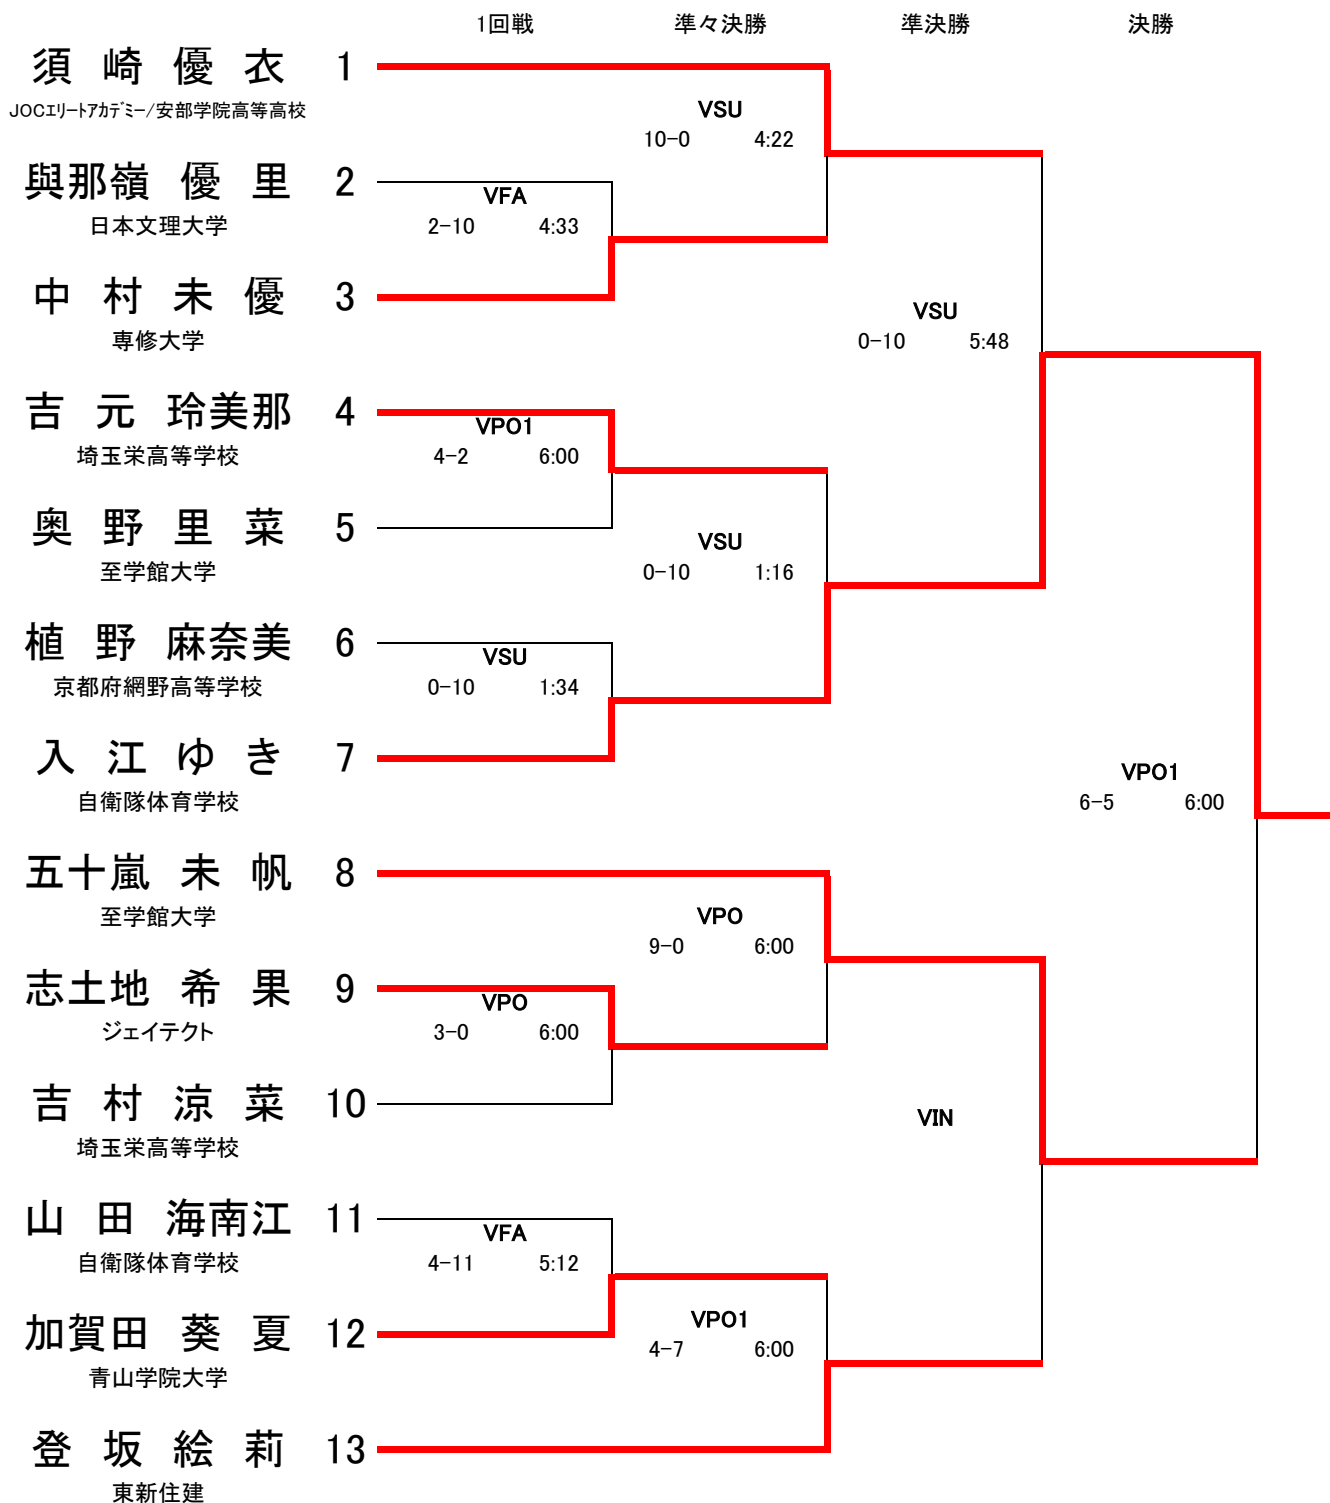 1回戦 準々決勝 準決勝 決勝
須 崎 優 衣 1
JOCエリートアカデミー/安部学院高等高校
VSU
10-0 4:22
與那嶺 優 里 2
日本文理大学
VFA
2-10 4:33
中 村 未 優 3
専修大学
VSU
0-10 5:48
吉 元 玲美那 4
埼玉栄高等学校
VPO1
4-2 6:00
奥 野 里 菜 5
至学館大学
VSU
0-10 1:16
植 野 麻奈美 6
京都府網野高等学校
VSU
0-10 1:34
入 江 ゆ き 7
自衛隊体育学校
VPO1
6-5 6:00
五十嵐 未 帆 8
至学館大学
VPO
9-0 6:00
志土地 希 果 9
ジェイテクト
VPO
3-0 6:00
吉 村 涼 菜 10
埼玉栄高等学校
VIN
山 田 海南江 11
自衛隊体育学校
VFA
4-11 5:12
加賀田 葵 夏 12
青山学院大学
VPO1
4-7 6:00
登 坂 絵 莉 13
東新住建